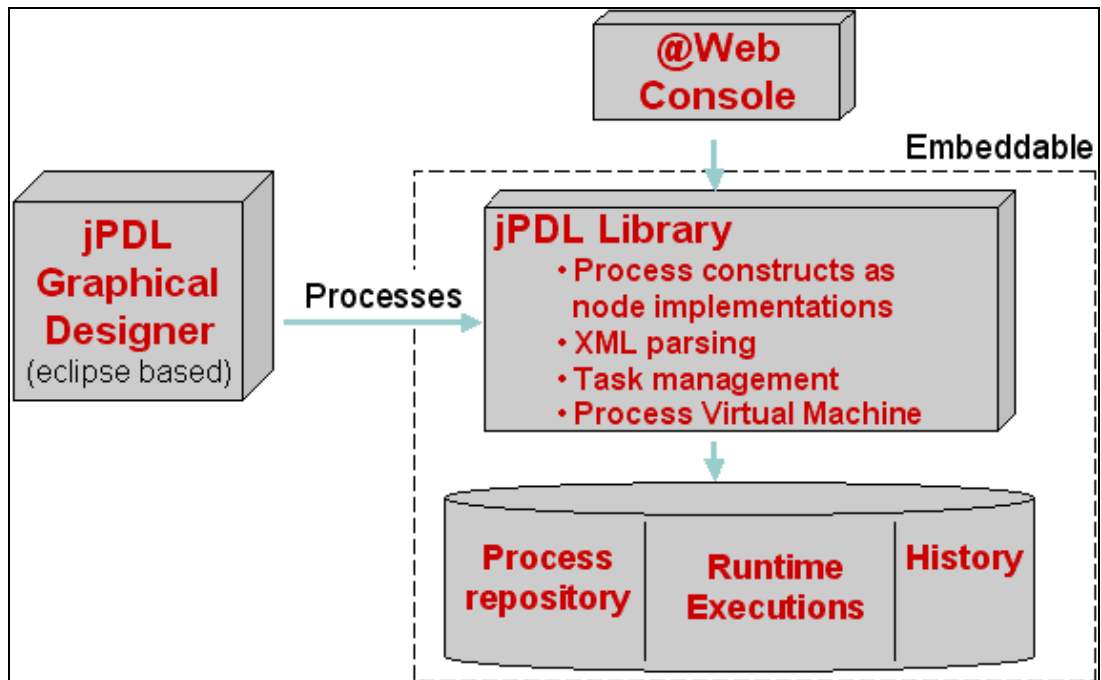 @Web
Console
Embeddable
jPDL
Graphical
Designer
(eclipse based)
Processes
jPDL Library
• Process constructs as
node implementations
• XML parsing
• Task management
• Process Virtual Machine
Process
repository
Runtime
Executions
History